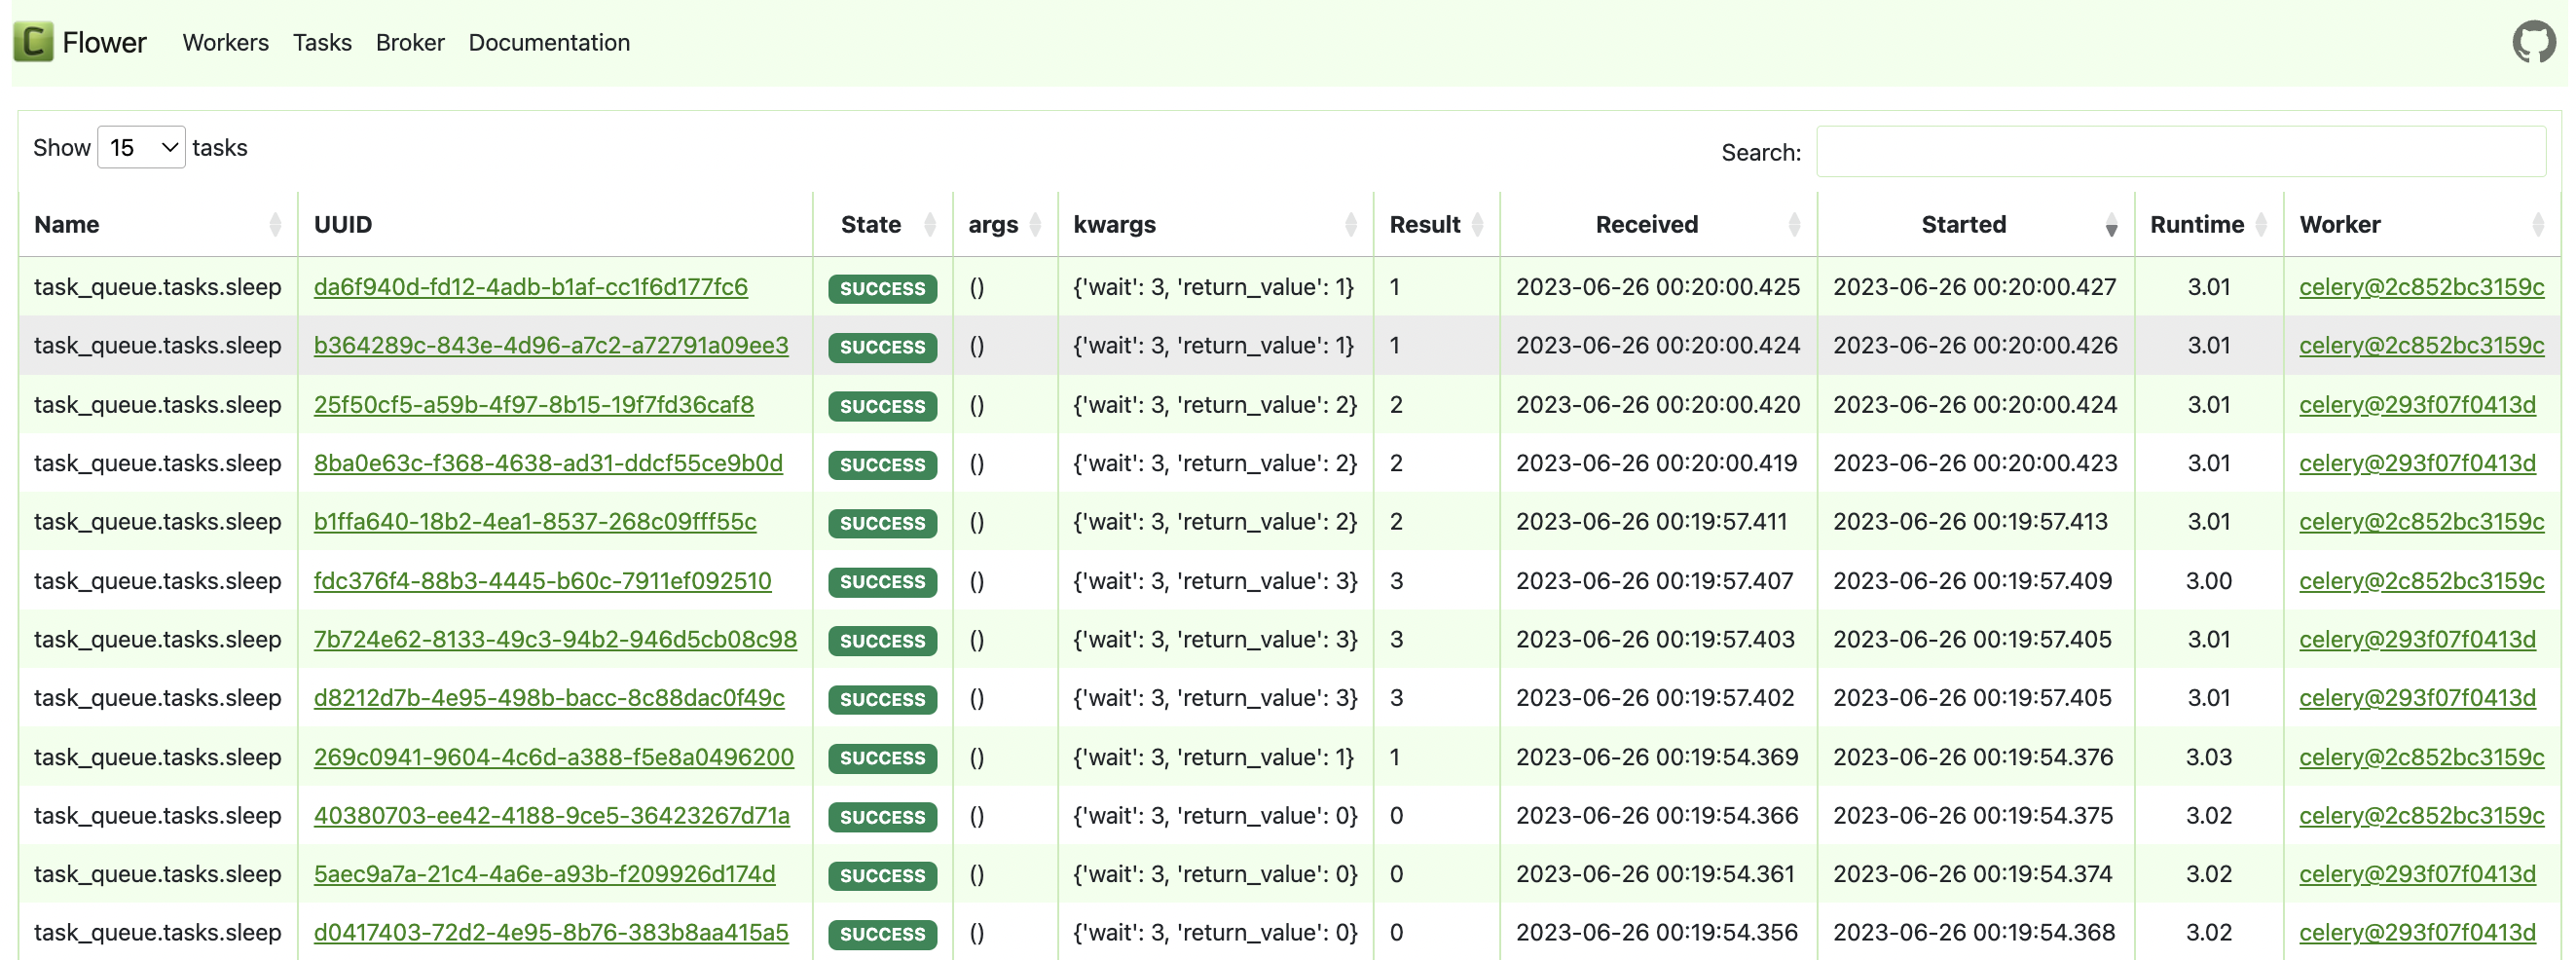 C Flower Workers Tasks Broker Documentation
Show 15 tasks Search:
Name UUID State args kwargs Result Received Started Runtime Worker
task_queue.tasks.sleep da6f940d-fd12-4adb-b1af-cc1f6d177fc6 SUCCESS () {'wait': 3, 'return_value': 1} 1 2023-06-26 00:20:00.425 2023-06-26 00:20:00.427 3.01 celery@2c852bc3159c
task_queue.tasks.sleep b364289c-843e-4d96-a7c2-a72791a09ee3 SUCCESS () {'wait': 3, 'return_value': 1} 1 2023-06-26 00:20:00.424 2023-06-26 00:20:00.426 3.01 celery@2c852bc3159c
task_queue.tasks.sleep 25f50cf5-a59b-4f97-8b15-19f7fd36caf8 SUCCESS () {'wait': 3, 'return_value': 2} 2 2023-06-26 00:20:00.420 2023-06-26 00:20:00.424 3.01 celery@293f07f0413d
task_queue.tasks.sleep 8ba0e63c-f368-4638-ad31-ddcf55ce9b0d SUCCESS () {'wait': 3, 'return_value': 2} 2 2023-06-26 00:20:00.419 2023-06-26 00:20:00.423 3.01 celery@293f07f0413d
task_queue.tasks.sleep b1ffa640-18b2-4ea1-8537-268c09fff55c SUCCESS () {'wait': 3, 'return_value': 2} 2 2023-06-26 00:19:57.411 2023-06-26 00:19:57.413 3.01 celery@2c852bc3159c
task_queue.tasks.sleep fdc376f4-88b3-4445-b60c-7911ef092510 SUCCESS () {'wait': 3, 'return_value': 3} 3 2023-06-26 00:19:57.407 2023-06-26 00:19:57.409 3.00 celery@2c852bc3159c
task_queue.tasks.sleep 7b724e62-8133-49c3-94b2-946d5cb08c98 SUCCESS () {'wait': 3, 'return_value': 3} 3 2023-06-26 00:19:57.403 2023-06-26 00:19:57.405 3.01 celery@293f07f0413d
task_queue.tasks.sleep d8212d7b-4e95-498b-bacc-8c88dac0f49c SUCCESS () {'wait': 3, 'return_value': 3} 3 2023-06-26 00:19:57.402 2023-06-26 00:19:57.405 3.01 celery@293f07f0413d
task_queue.tasks.sleep 269c0941-9604-4c6d-a388-f5e8a0496200 SUCCESS () {'wait': 3, 'return_value': 1} 1 2023-06-26 00:19:54.369 2023-06-26 00:19:54.376 3.03 celery@2c852bc3159c
task_queue.tasks.sleep 40380703-ee42-4188-9ce5-36423267d71a SUCCESS () {'wait': 3, 'return_value': 0} 0 2023-06-26 00:19:54.366 2023-06-26 00:19:54.375 3.02 celery@2c852bc3159c
task_queue.tasks.sleep 5aec9a7a-21c4-4a6e-a93b-f209926d174d SUCCESS () {'wait': 3, 'return_value': 0} 0 2023-06-26 00:19:54.361 2023-06-26 00:19:54.374 3.02 celery@293f07f0413d
task_queue.tasks.sleep d0417403-72d2-4e95-8b76-383b8aa415a5 SUCCESS () {'wait': 3, 'return_value': 0} 0 2023-06-26 00:19:54.356 2023-06-26 00:19:54.368 3.02 celery@293f07f0413d